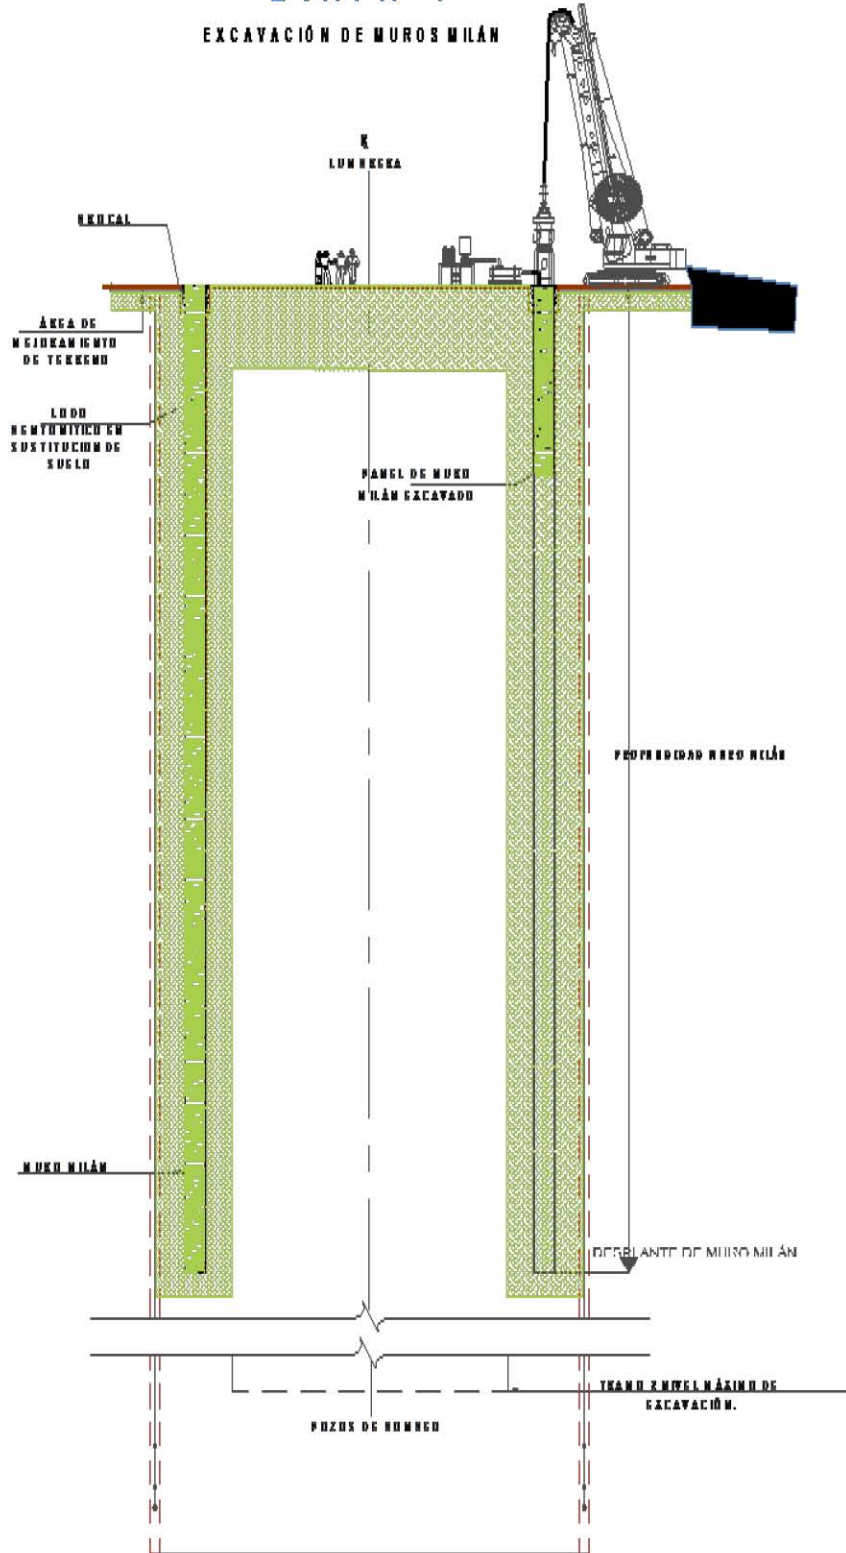 EXCAVACIÓN DE MUROS MILÁN
LUMBRERA
BROCAL
ÁREA DE
MEJORAMIENTO
DE TERRENO
LODO
BENTONITICO EN
SUSTITUCION DE
SUELO
PANEL DE MURO
MILÁN EXCAVADO
PROFUNDIDAD MURO MILÁN
MURO MILÁN
DESPLANTE DE MURO MILÁN
TRAMO 2 NIVEL MÁXIMO DE
EXCAVACIÓN.
POZOS DE BOMBEO